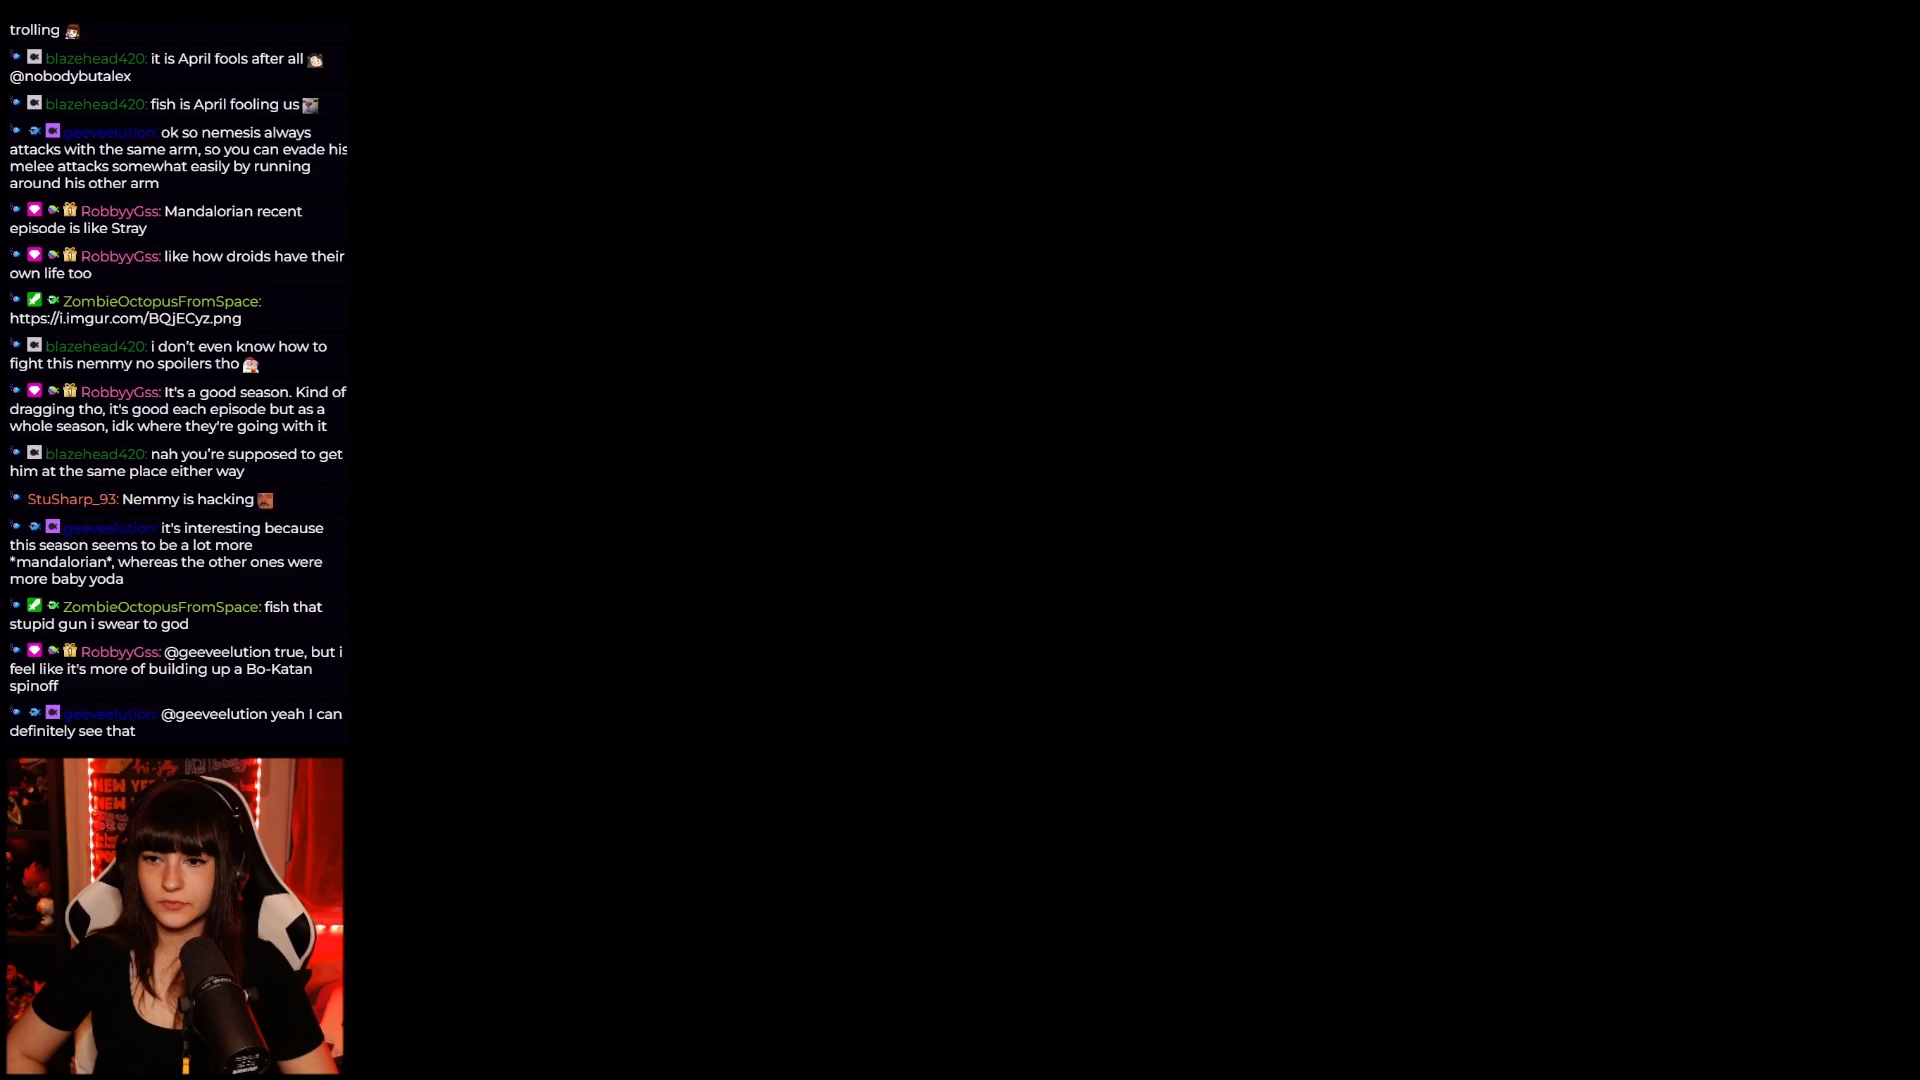 trolling
blazehead420: it is April fools after all
@nobodybutalex
blazehead420: fish is April fooling us
geeveelution: ok so nemesis always
attacks with the same arm, so you can evade his
melee attacks somewhat easily by running
around his other arm
RobbyyGss: Mandalorian recent
episode is like Stray
RobbyyGss: like how droids have their
own life too
ZombieOctopusFromSpace:
https://i.imgur.com/BQjECyz.png
blazehead420: i don't even know how to
fight this nemmy no spoilers tho
RobbyyGss: It's a good season. Kind of
dragging tho, it's good each episode but as a
whole season, idk where they're going with it
blazehead420: nah you're supposed to get
him at the same place either way
StuSharp_93: Nemmy is hacking
geeveelution: it's interesting because
this season seems to be a lot more
*mandalorian*, whereas the other ones were
more baby yoda
ZombieOctopusFromSpace: fish that
stupid gun i swear to god
RobbyyGss: @geeveelution true, but i
feel like it's more of building up a Bo-Katan
spinoff
geeveelution: @geeveelution yeah I can
definitely see that
hi-jy
NEW
NEW